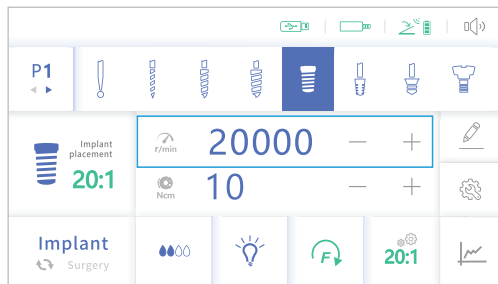 P1
Implant
placement
20:1
r/min
20000
Ncm
10
Implant
Surgery
F
20:1